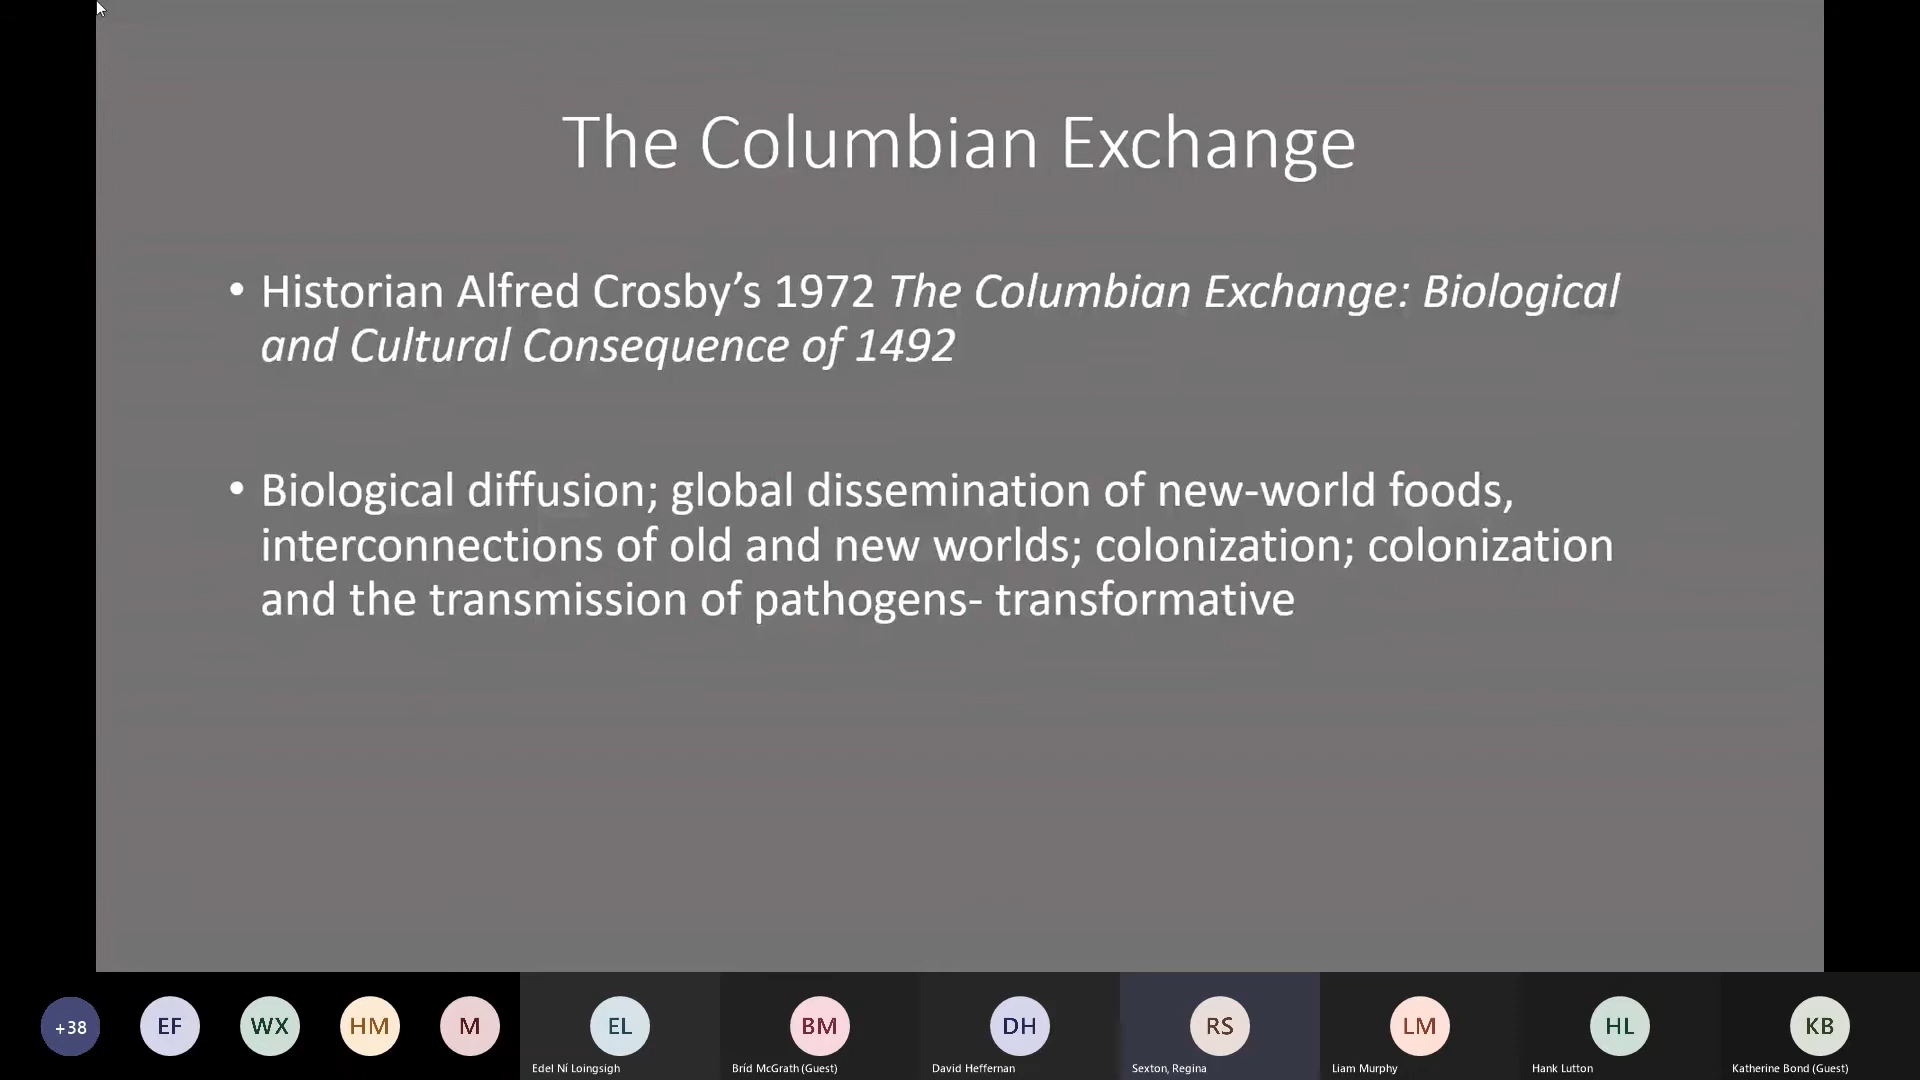 The Columbian Exchange
• Historian Alfred Crosby’s 1972 The Columbian Exchange: Biological
and Cultural Consequence of 1492
• Biological diffusion; global dissemination of new-world foods,
interconnections of old and new worlds; colonization; colonization
and the transmission of pathogens- transformative
+38
EF
WX
HM
M
EL
BM
DH
RS
LM
HL
KB
Edel Ní Loingsigh
Bríd McGrath (Guest)
David Heffernan
Sexton, Regina
Liam Murphy
Hank Lutton
Katherine Bond (Guest)